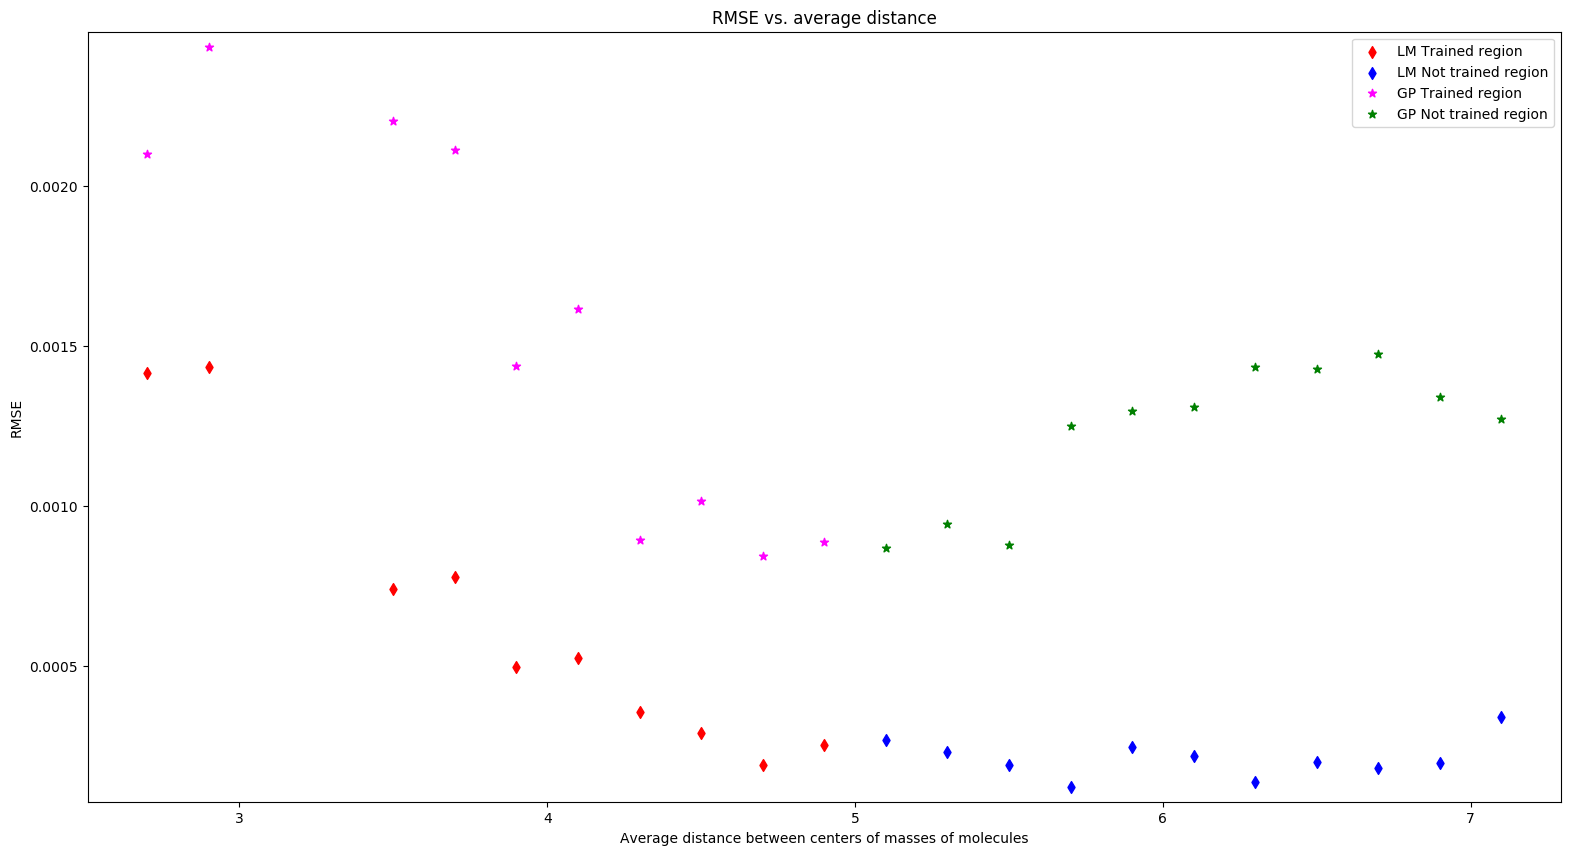 RMSE vs. average distance
LM Trained region
LM Not trained region
GP Trained region
GP Not trained region
0.0020
0.0015
0.0010
0.0005
RMSE
3 4 5 6 7
Average distance between centers of masses of molecules